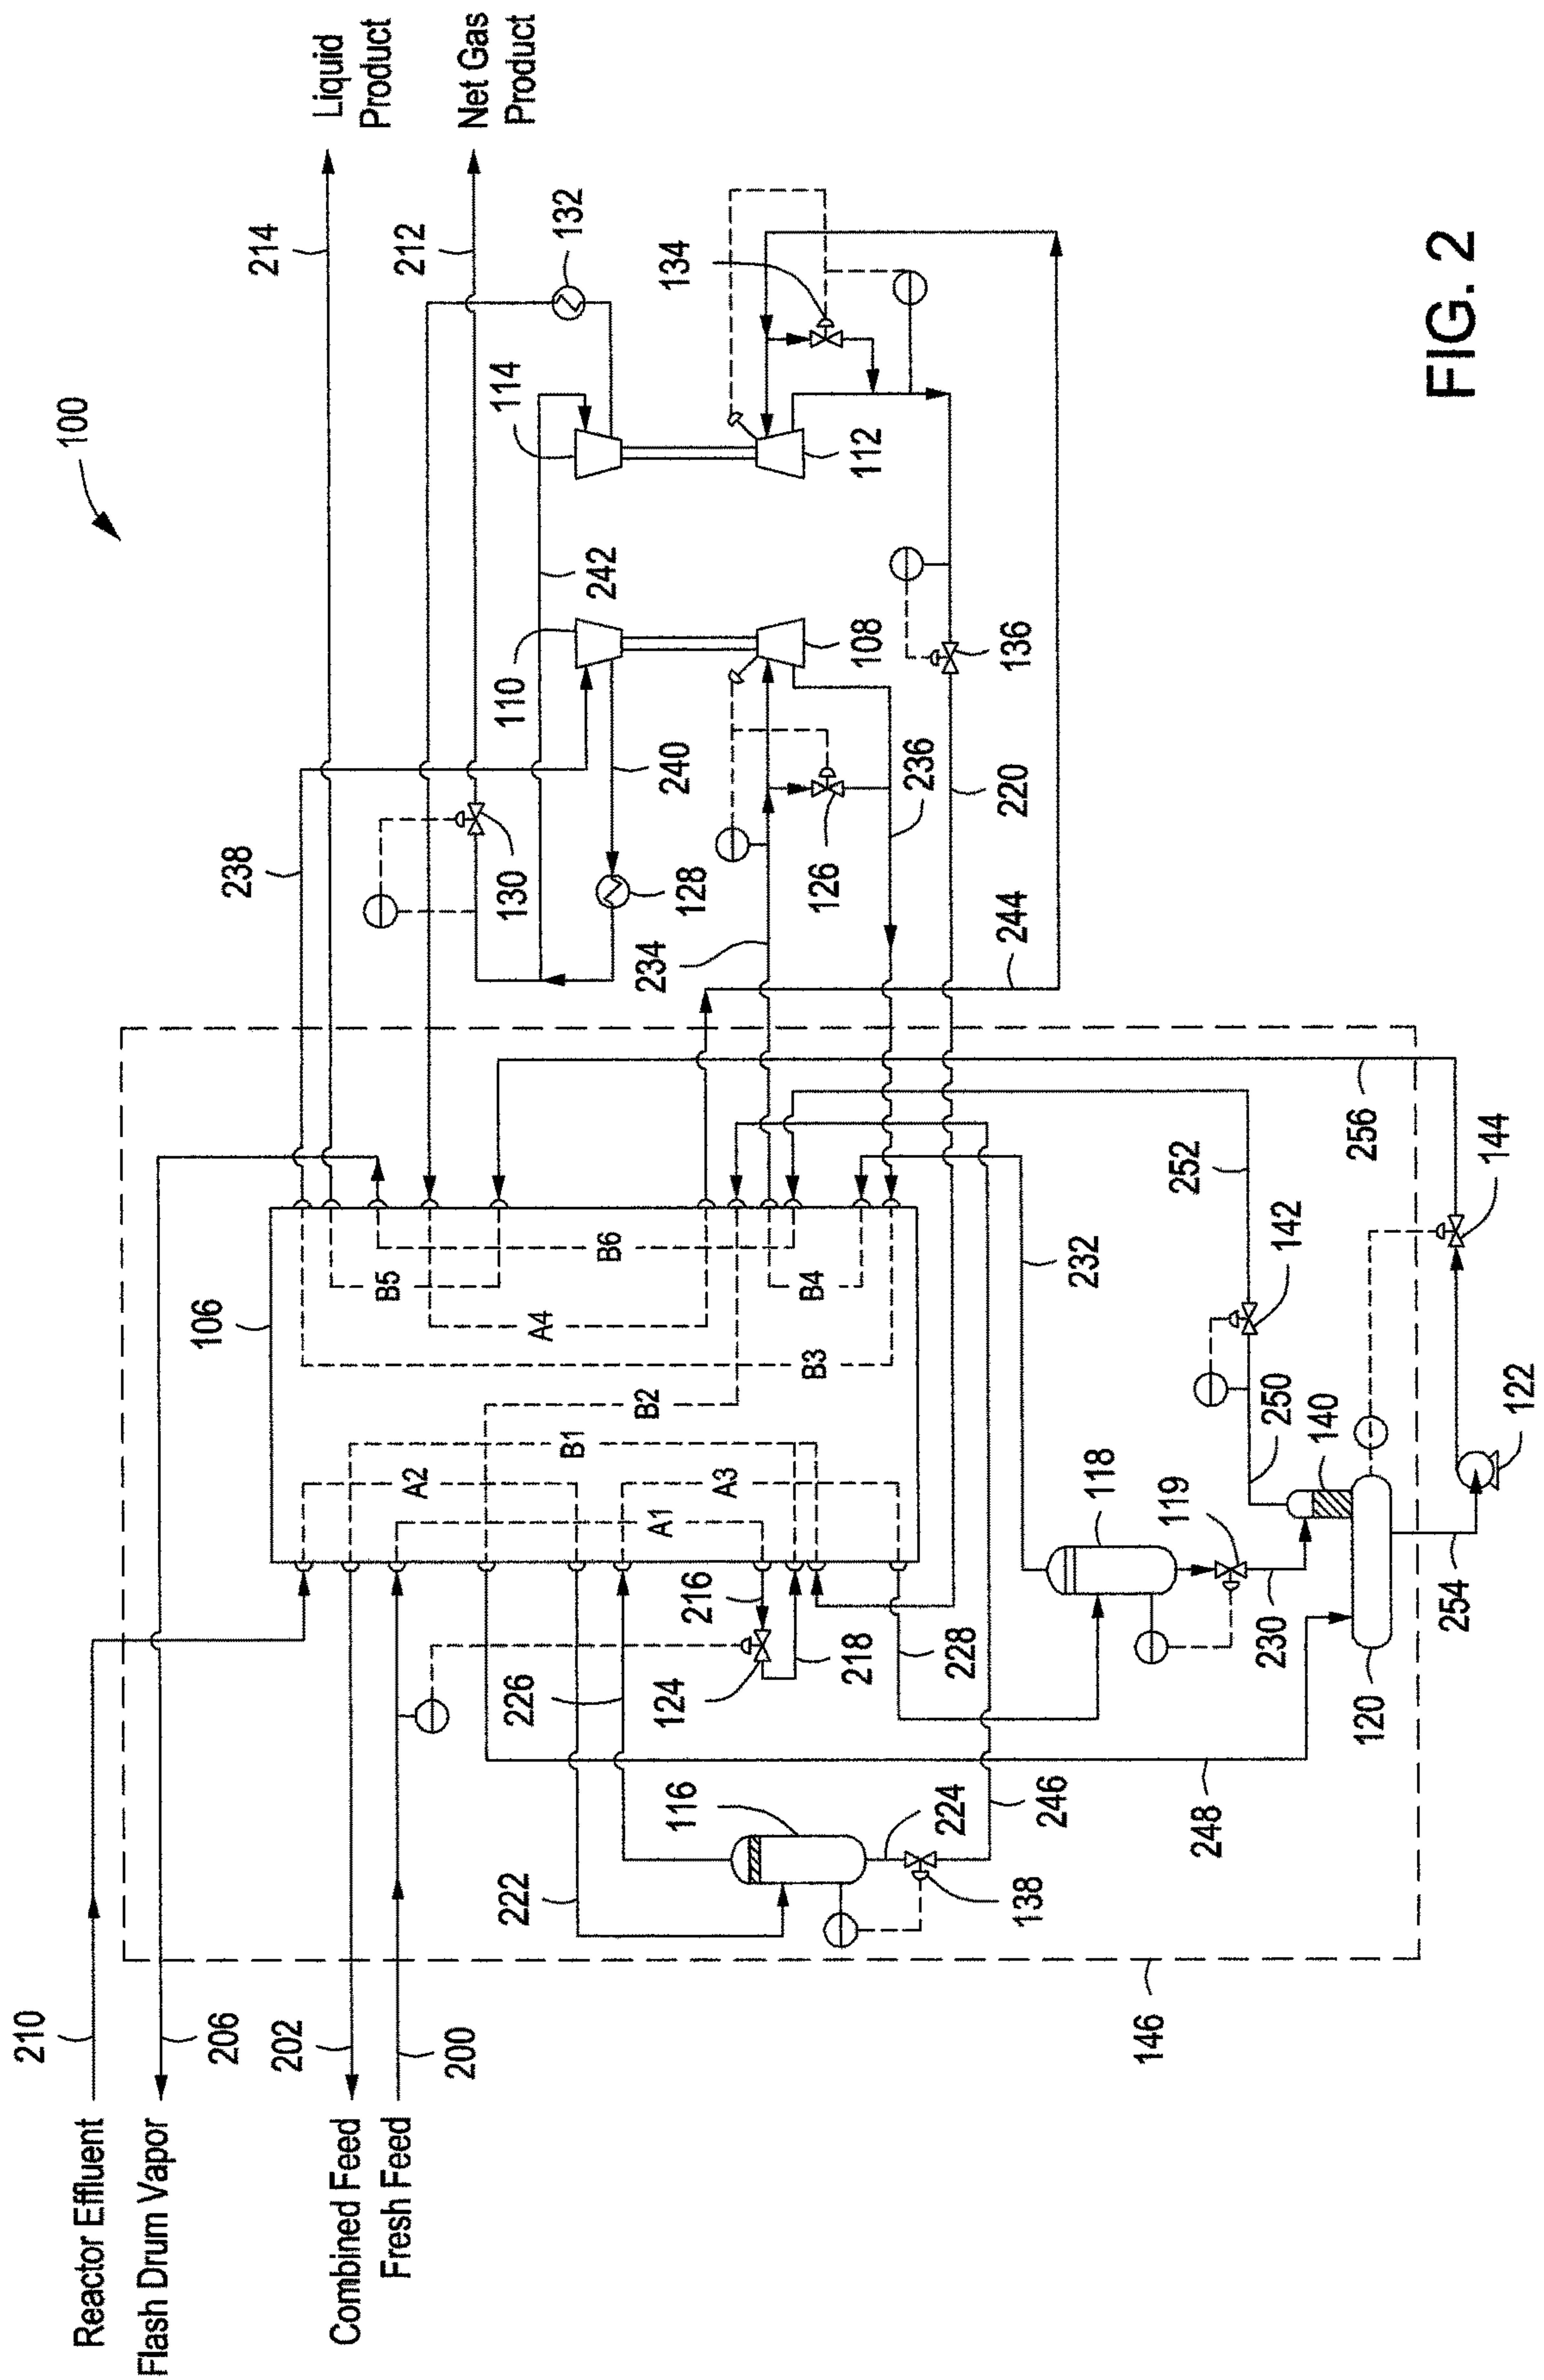 100
Liquid
Product
Net Gas
Product
214
212
132
134
114
112
242
110
108
136
238
130
240
128
126
236
220
234
244
106
B5
B6
A4
B4
B3
B2
B1
A2
A3
A1
256
252
144
142
232
250
140
122
118
119
230
254
120
216
218
228
124
226
116
222
224
138
246
248
146
210
206
202
200
Reactor Effluent
Flash Drum Vapor
Combined Feed
Fresh Feed
FIG. 2